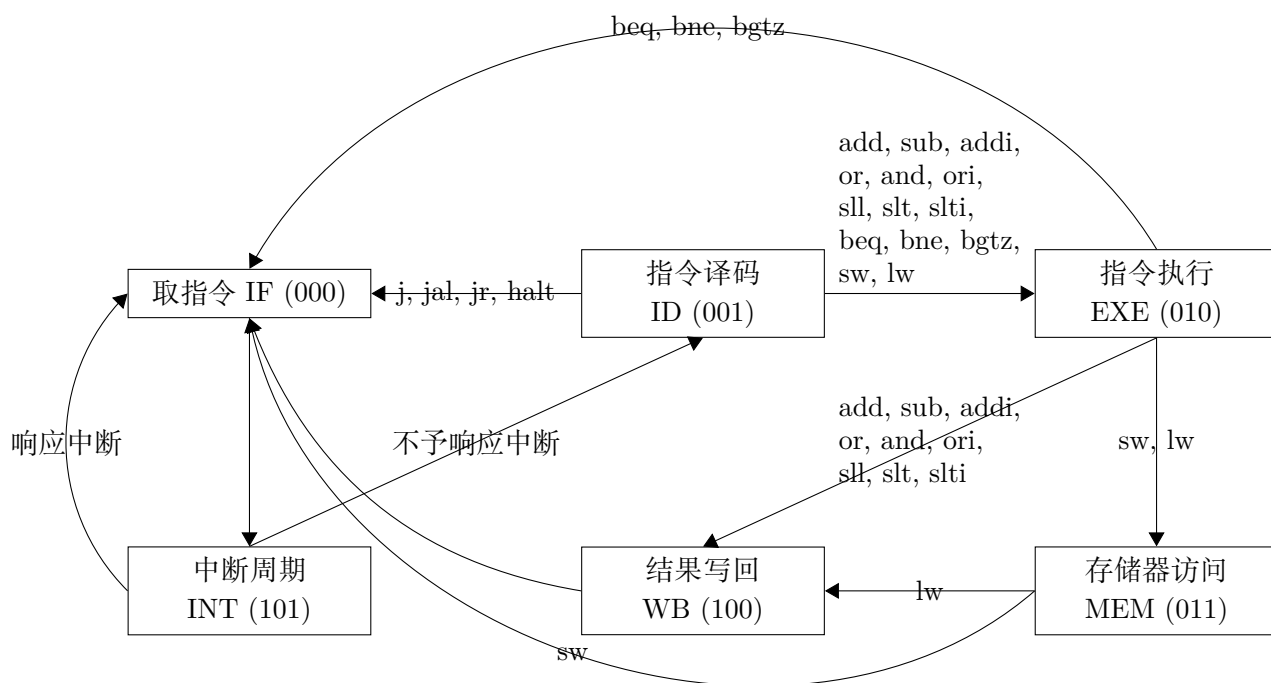 beq, bne, bgtz
add, sub, addi,
or, and, ori,
sll, slt, slti,
beq, bne, bgtz,
sw, lw
取指令 IF (000)
j, jal, jr, halt
指令译码
ID (001)
指令执行
EXE (010)
响应中断
不予响应中断
add, sub, addi,
or, and, ori,
sll, slt, slti
sw, lw
中断周期
INT (101)
结果写回
WB (100)
lw
存储器访问
MEM (011)
sw